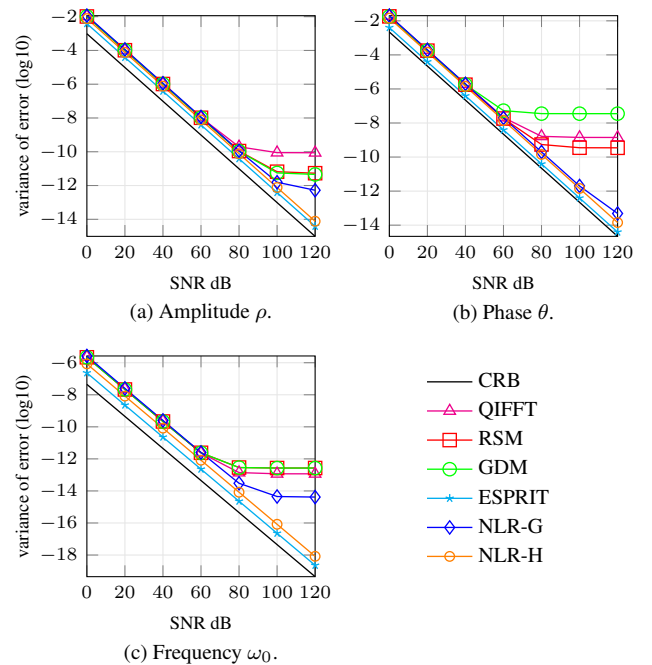 −2
−4
−6
−8
−10
−12
−14
variance of error (log10)
0 20 40 60 80 100 120
SNR dB
(a) Amplitude ρ.
−2
−4
−6
−8
−10
−12
−14
0 20 40 60 80 100 120
SNR dB
(b) Phase θ.
−6
−8
−10
−12
−14
−16
−18
variance of error (log10)
0 20 40 60 80 100 120
SNR dB
(c) Frequency ω₀.
CRB
QIFFT
RSM
GDM
ESPRIT
NLR-G
NLR-H